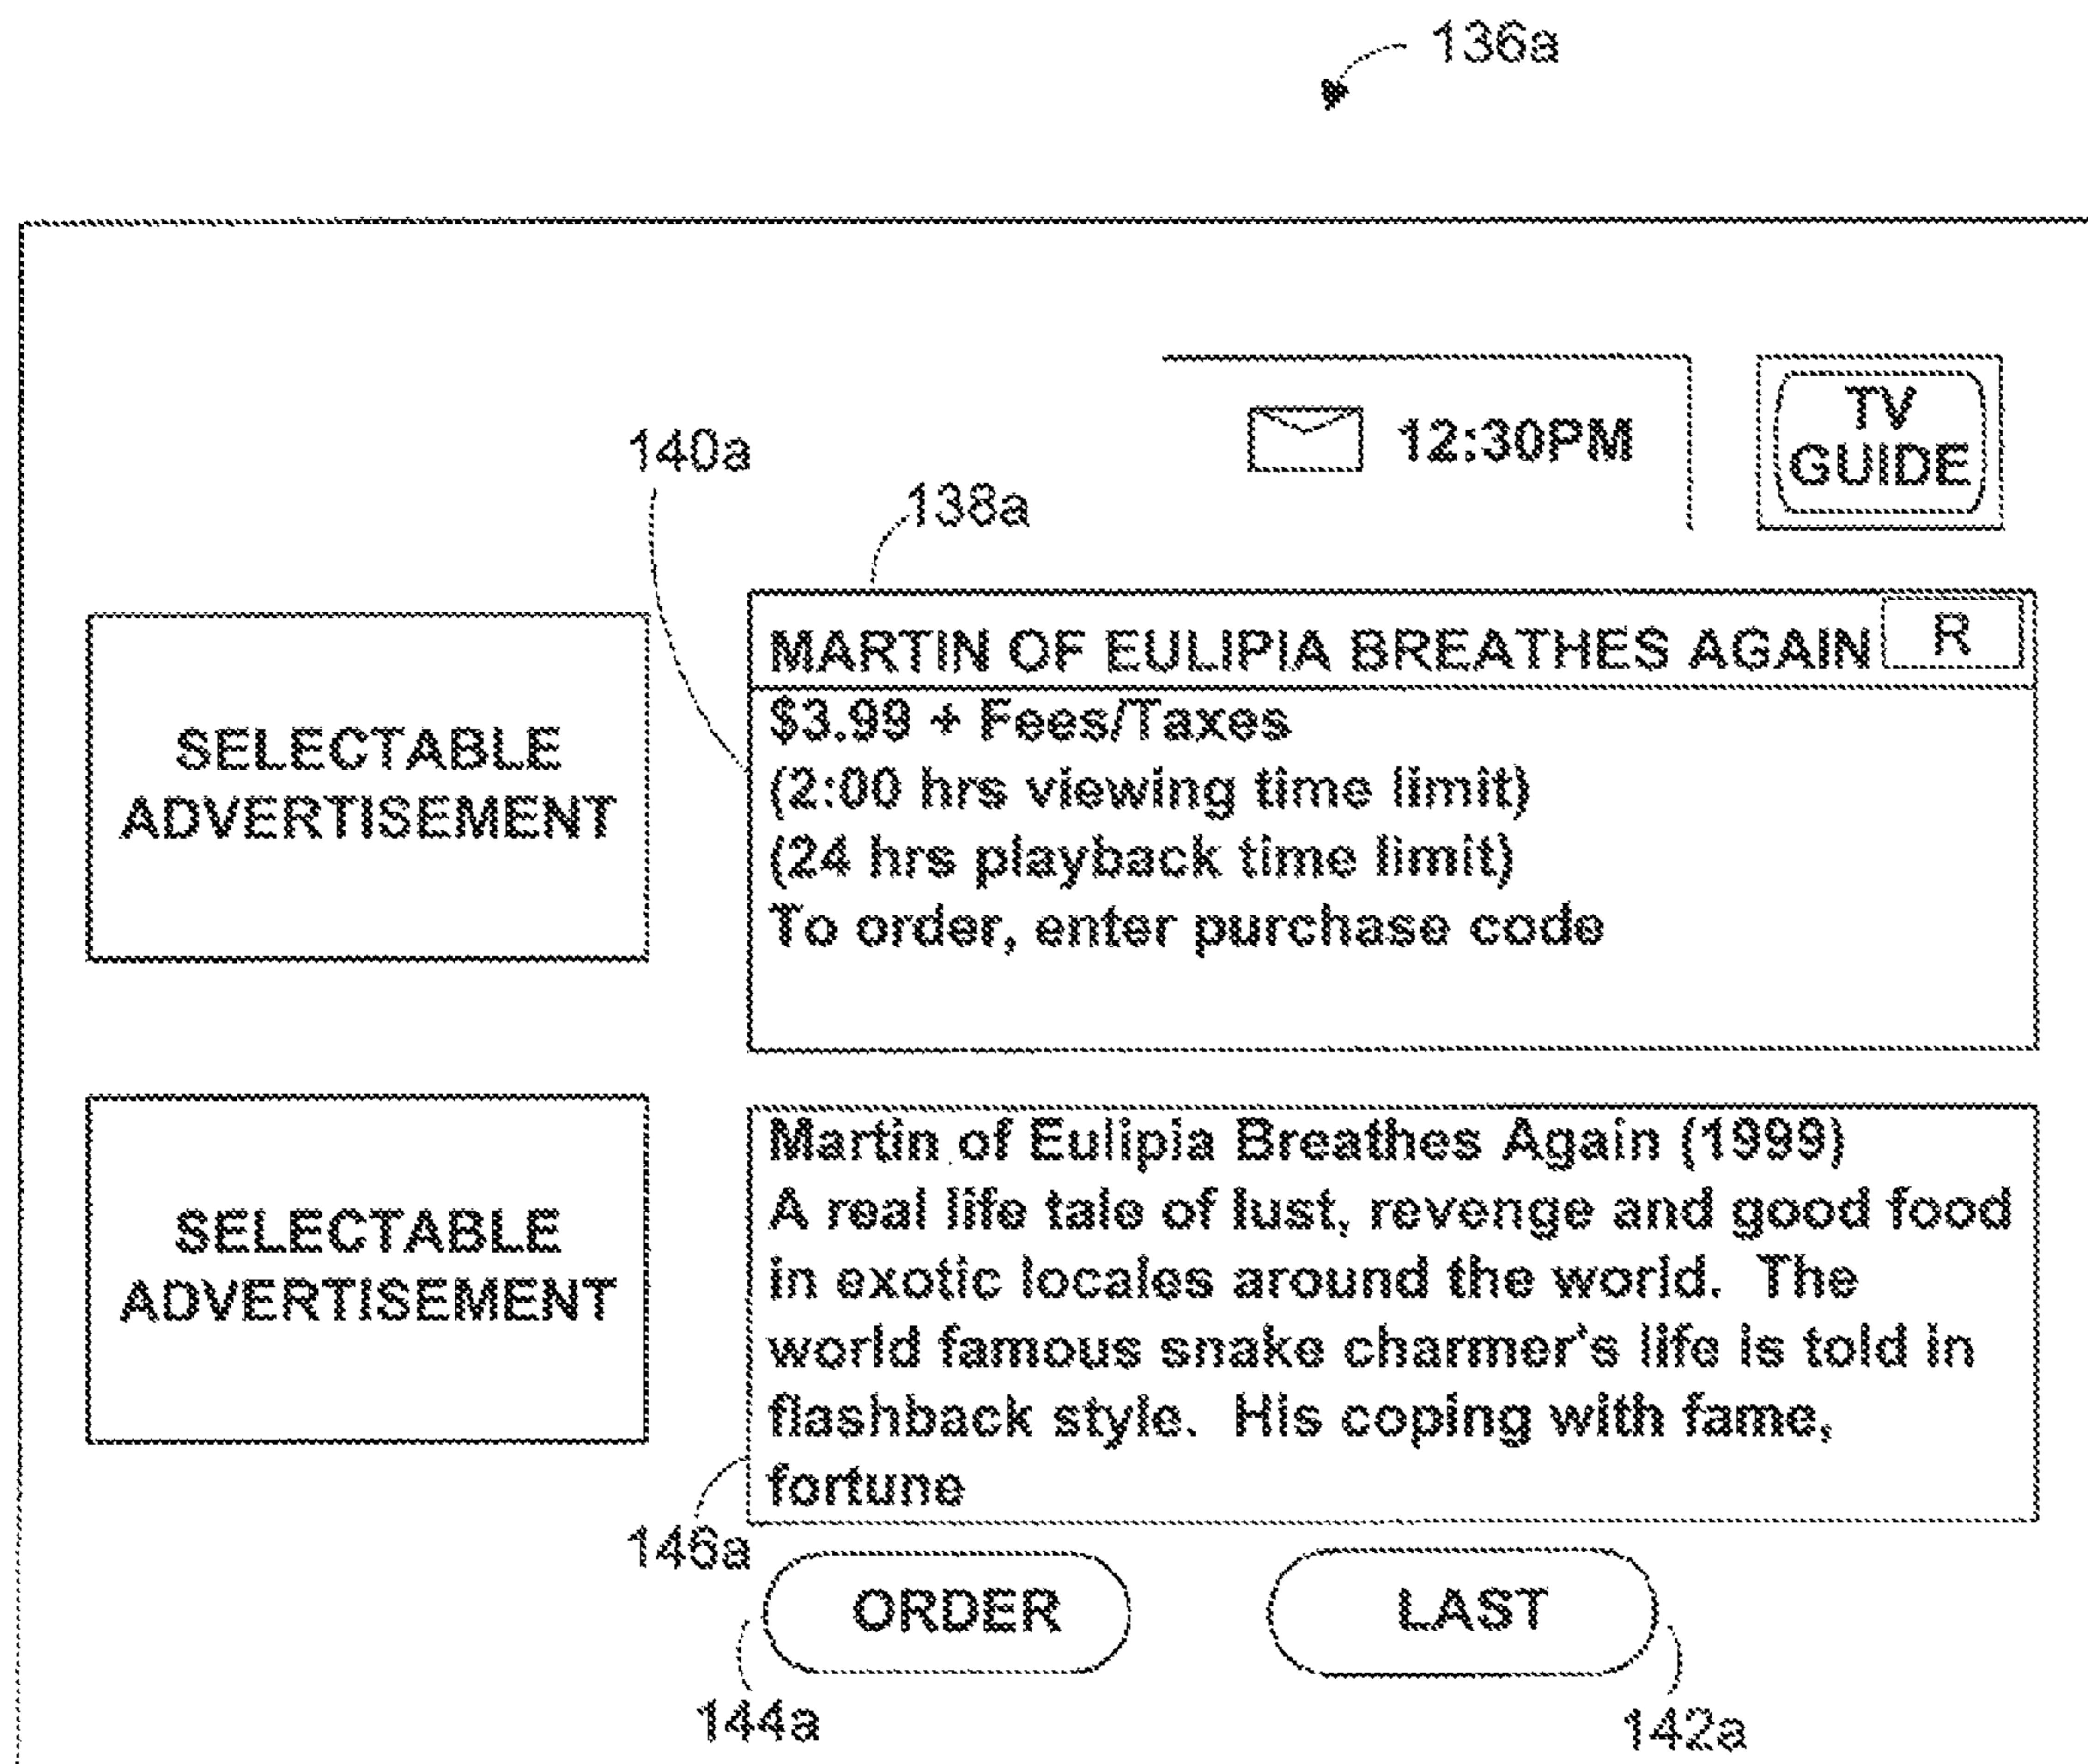 136a
12:30PM
TV
GUIDE
140a
138a
MARTIN OF EULIPIA BREATHES AGAIN R
$3.99 + Fees/Taxes
(2:00 hrs viewing time limit)
(24 hrs playback time limit)
To order, enter purchase code
SELECTABLE
ADVERTISEMENT
SELECTABLE
ADVERTISEMENT
Martin of Eulipia Breathes Again (1999)
A real life tale of lust, revenge and good food
in exotic locales around the world.  The
world famous snake charmer's life is told in
flashback style.  His coping with fame,
fortune
146a
ORDER
LAST
144a
142a